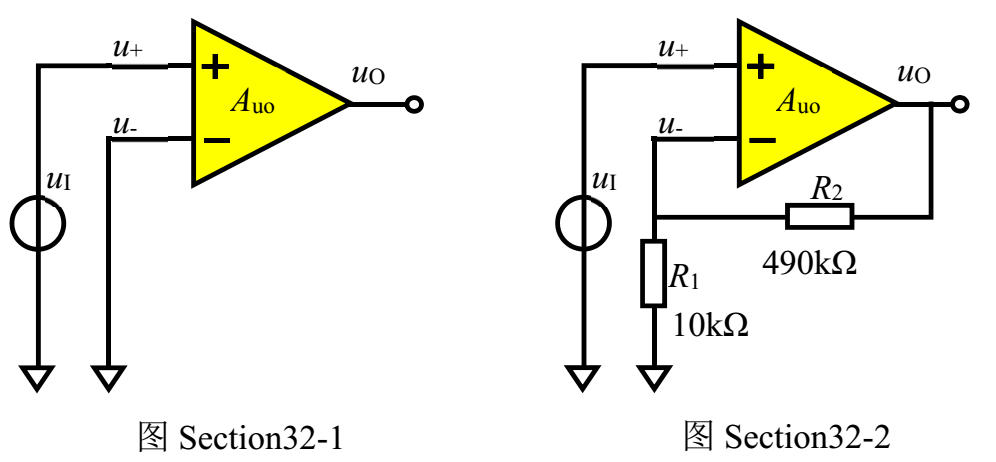 u+
uO
Auo
u-
uI
图 Section32-1
u+
uO
Auo
u-
uI
R2
490kΩ
R1
10kΩ
图 Section32-2